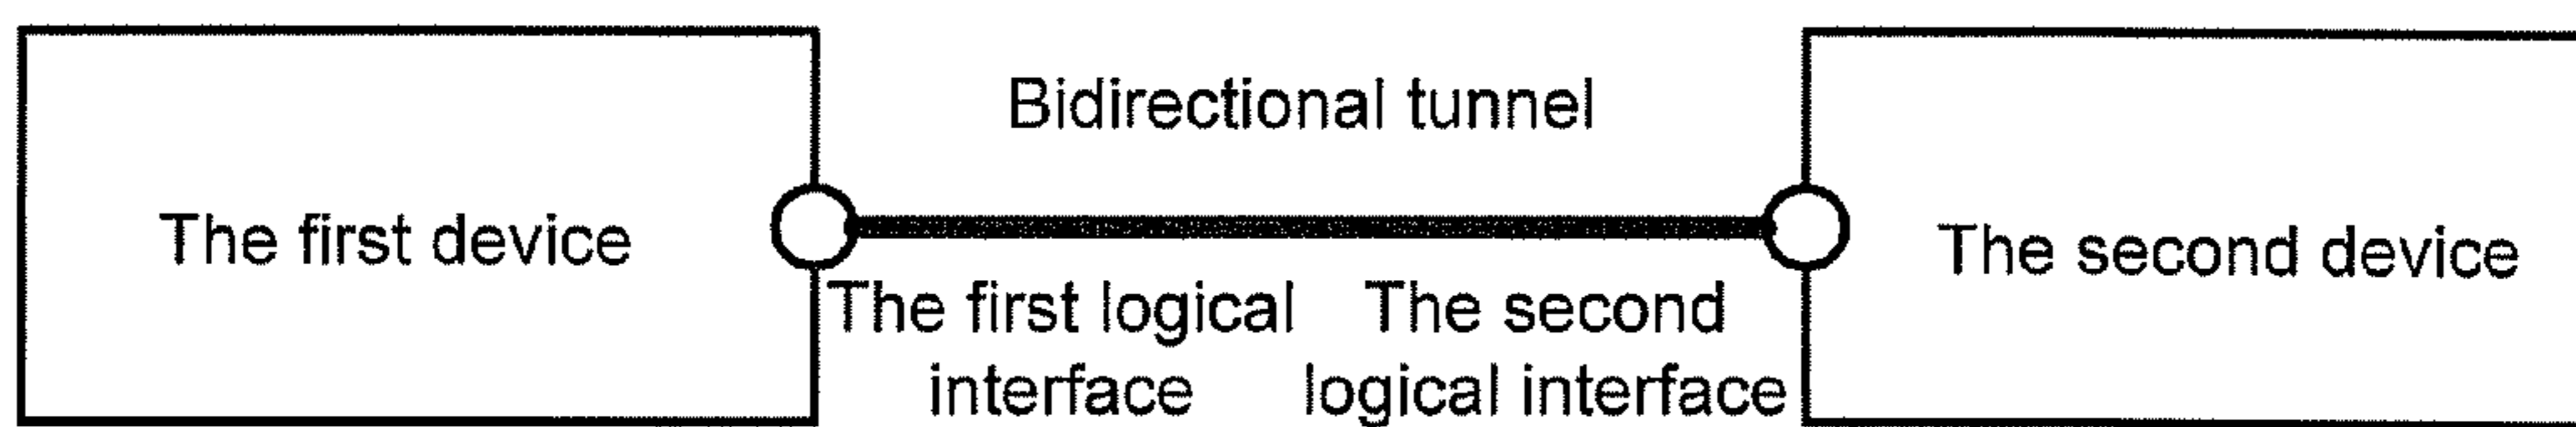 Bidirectional tunnel
The first device
The second device
The first logical
interface
The second
logical interface